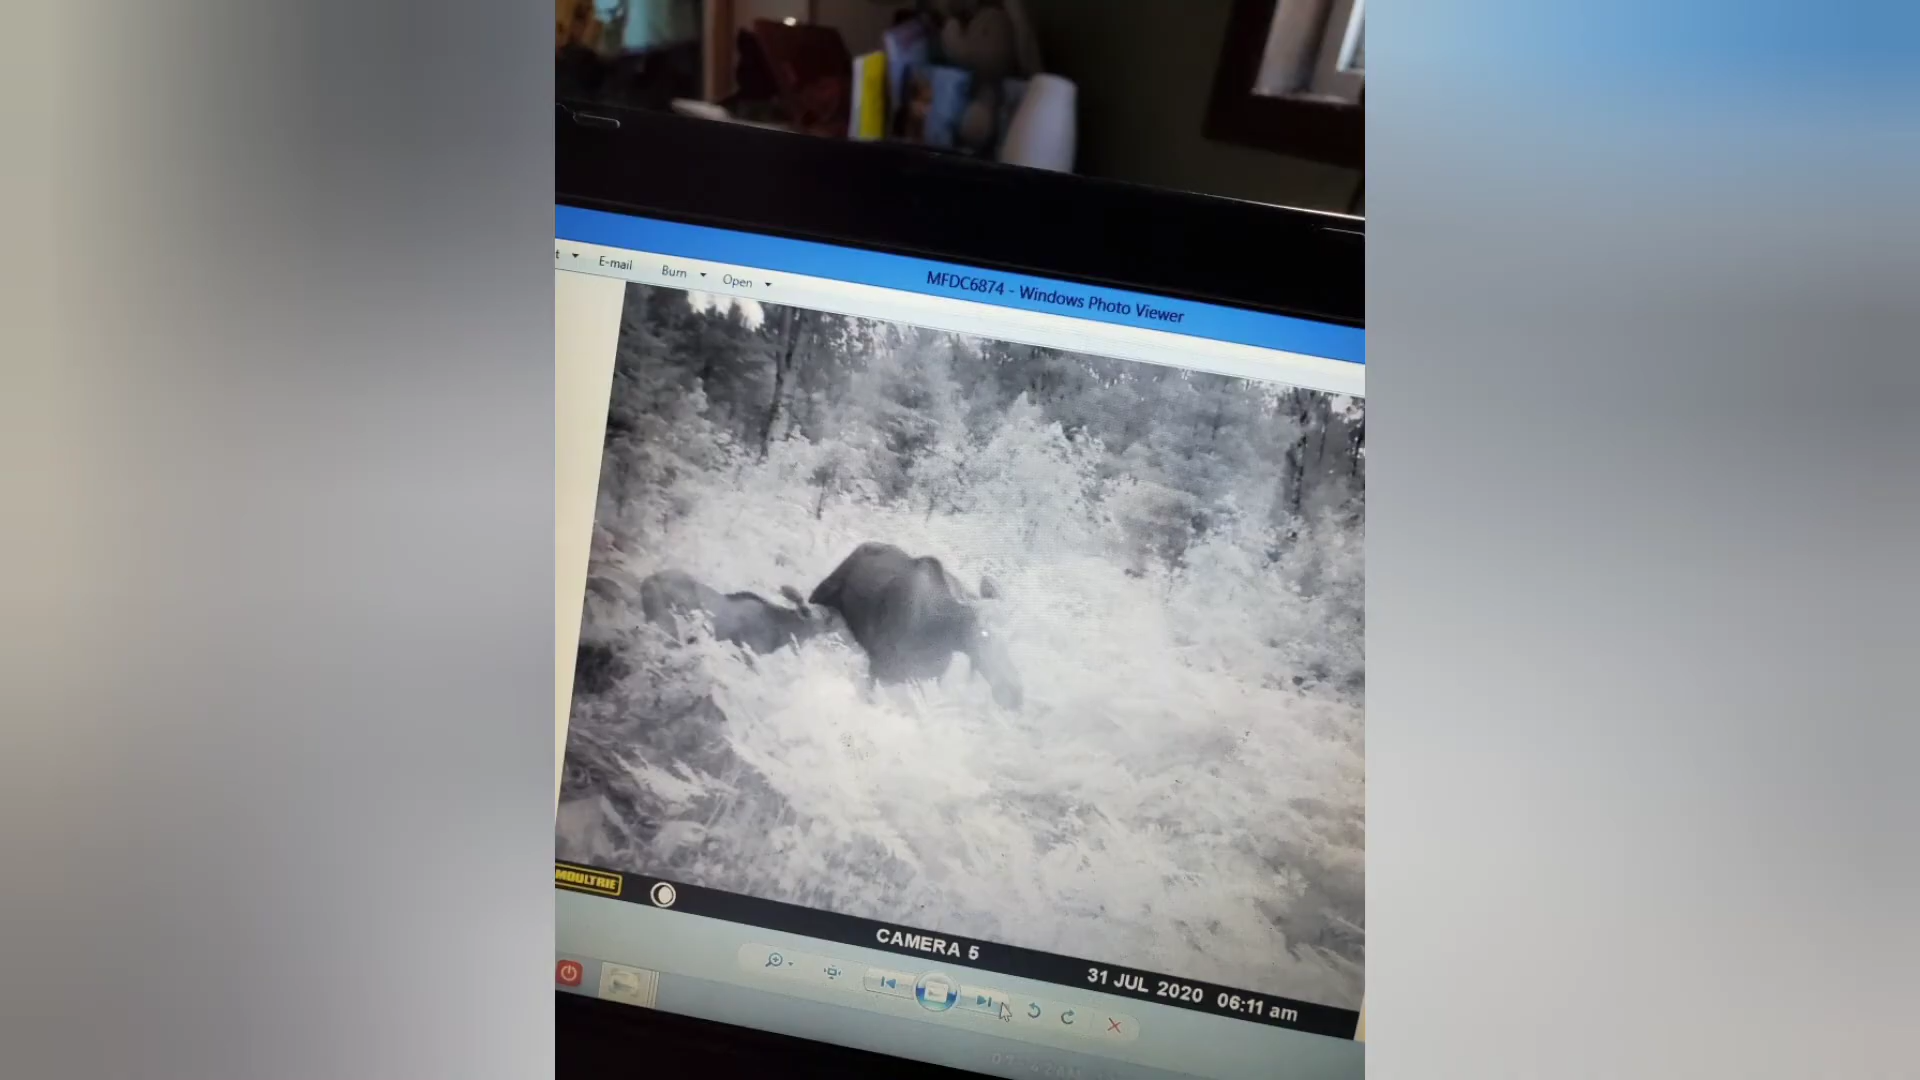 MFDC6874 - Windows Photo Viewer
E-mail Burn Open
MOULTRIE
CAMERA 5
31 JUL 2020 06:11 am